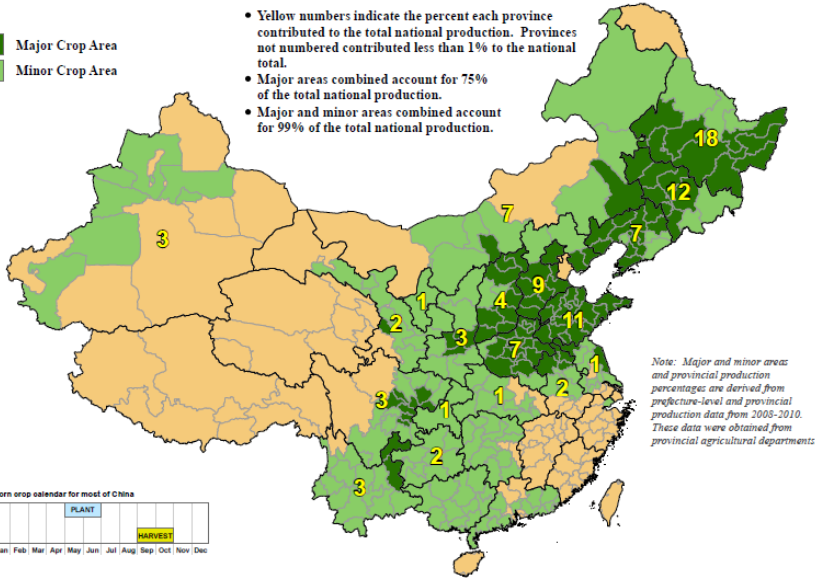 • Yellow numbers indicate the percent each province
contributed to the total national production. Provinces
not numbered contributed less than 1% to the national
total.
• Major areas combined account for 75%
of the total national production.
• Major and minor areas combined account
for 99% of the total national production.
Major Crop Area
Minor Crop Area
18
12
7
7
3
9
4
1
11
2
3
7
1
2
1
3
1
2
3
Note: Major and minor areas
and provincial production
percentages are derived from
prefecture-level and provincial
production data from 2008-2010.
These data were obtained from
provincial agricultural departments
orn crop calendar for most of China
PLANT
HARVEST
an Feb Mar Apr May Jun Jul Aug Sep Oct Nov Dec